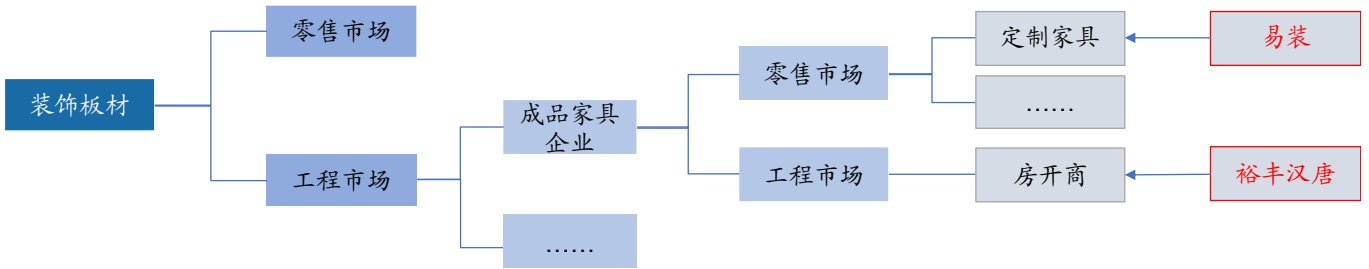 装饰板材
零售市场
工程市场
成品家具
企业
……
零售市场
工程市场
定制家具
……
房开商
易装
裕丰汉唐